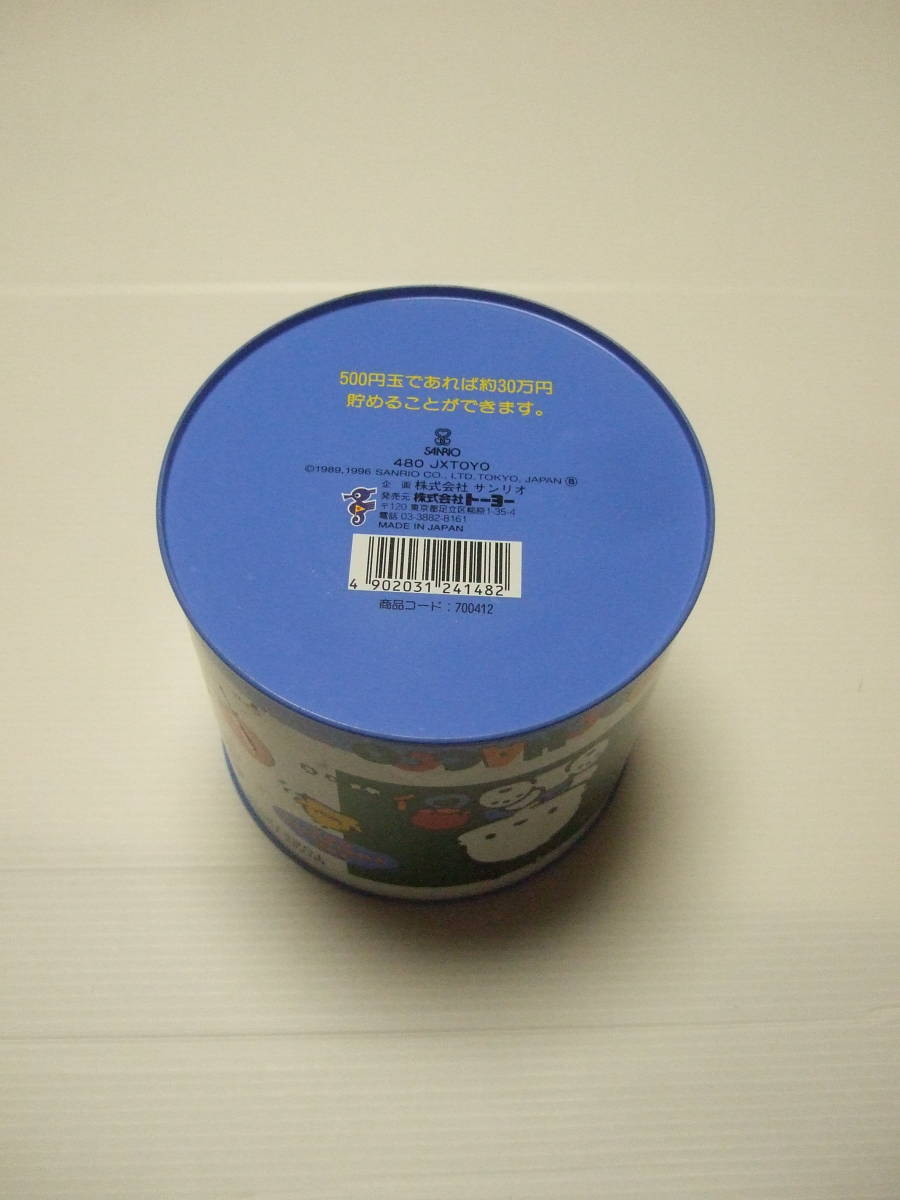 500円玉であれば約30万円
貯めることができます。
SANRIO
480 JXTOYO
©1989,1996 SANRIO CO., LTD. TOKYO, JAPAN Ⓑ
企 画 株式会社 サンリオ
発売元 株式会社トーヨー
〒120 東京都足立区柳原1-35-4
電話 03-3882-8161
MADE IN JAPAN
4 902031 241482
商品コード：700412